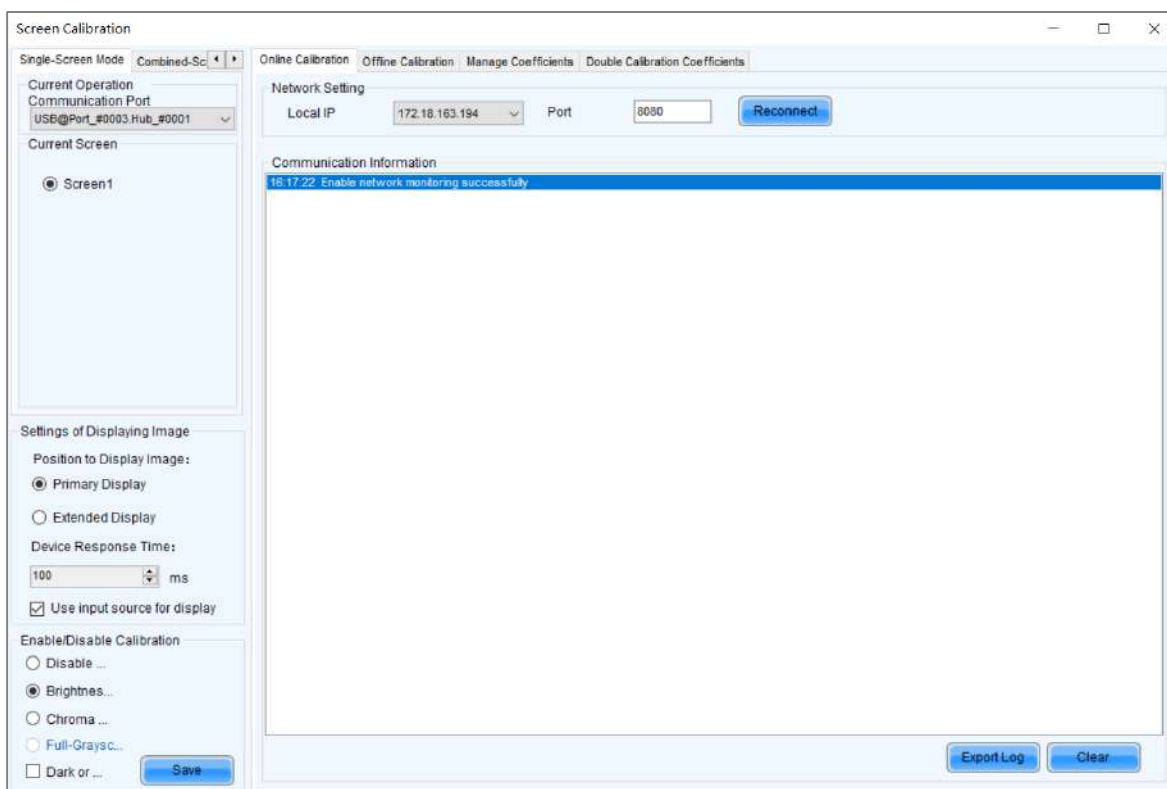 Screen Calibration
Single-Screen Mode Combined-Sc
Current Operation
Communication Port
USB@Port_#0003.Hub_#0001
Current Screen
Screen1
Settings of Displaying Image
Position to Display Image:
Primary Display
Extended Display
Device Response Time:
100 ms
Use input source for display
Enable/Disable Calibration
Disable ...
Brightnes...
Chroma ...
Full-Graysc...
Dark or ... Save
Online Calibration Offline Calibration Manage Coefficients Double Calibration Coefficients
Network Setting
Local IP 172.18.163.194 Port 8080 Reconnect
Communication Information
16:17:22 Enable network monitoring successfully
Export Log Clear